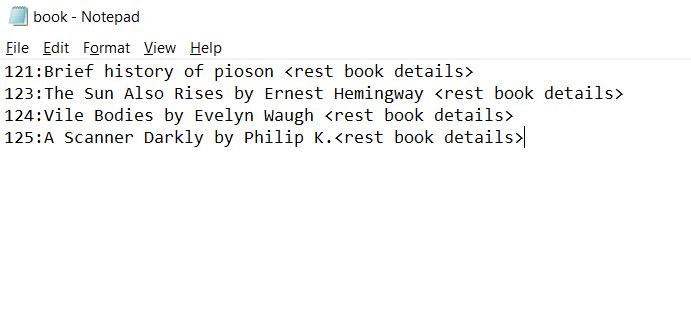 book - Notepad
File Edit Format View Help
121:Brief history of pioson <rest book details>
123:The Sun Also Rises by Ernest Hemingway <rest book details>
124:Vile Bodies by Evelyn Waugh <rest book details>
125:A Scanner Darkly by Philip K.<rest book details>